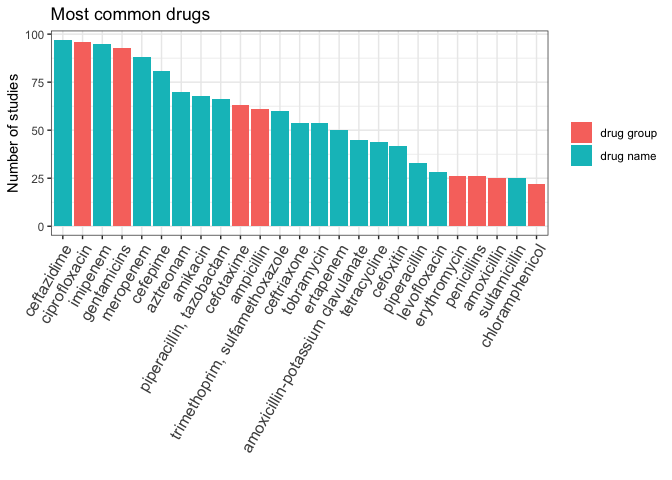 Most common drugs
Number of studies
100
75
50
25
0
ceftazidime
ciprofloxacin
imipenem
gentamicins
meropenem
cefepime
aztreonam
amikacin
piperacillin, tazobactam
cefotaxime
ampicillin
trimethoprim, sulfamethoxazole
ceftriaxone
tobramycin
ertapenem
amoxicillin-potassium clavulanate
tetracycline
cefoxitin
piperacillin
levofloxacin
erythromycin
penicillins
amoxicillin
sultamicillin
chloramphenicol
drug group
drug name